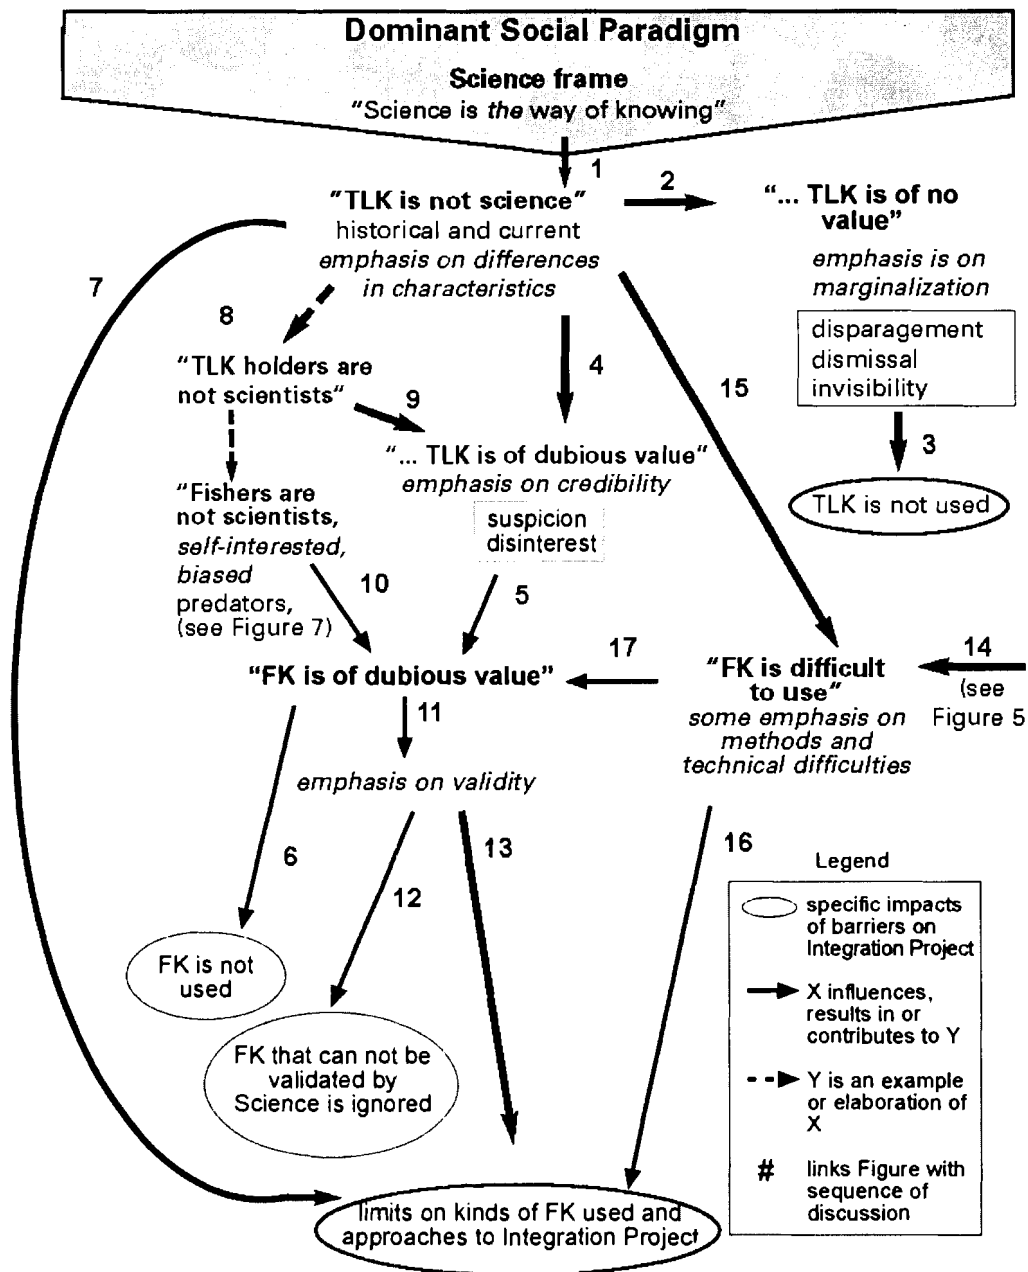 Dominant Social Paradigm
Science frame
"Science is the way of knowing"
1
2
"TLK is not science"
historical and current
emphasis on differences
in characteristics
"... TLK is of no
value"
emphasis is on
marginalization
disparagement
dismissal
invisibility
3
TLK is not used
7
8
"TLK holders are
not scientists"
9
4
15
"... TLK is of dubious value"
emphasis on credibility
suspicion
disinterest
"Fishers are
not scientists,
self-interested,
biased
predators,
(see Figure 7)
10
5
"FK is of dubious value"
17
"FK is difficult
to use"
some emphasis on
methods and
technical difficulties
14
(see
Figure 5
11
emphasis on validity
6
12
13
16
FK is not
used
FK that can not be
validated by
Science is ignored
limits on kinds of FK used and
approaches to Integration Project
Legend
specific impacts
of barriers on
Integration Project
X influences,
results in or
contributes to Y
Y is an example
or elaboration of
X
# links Figure with
sequence of
discussion